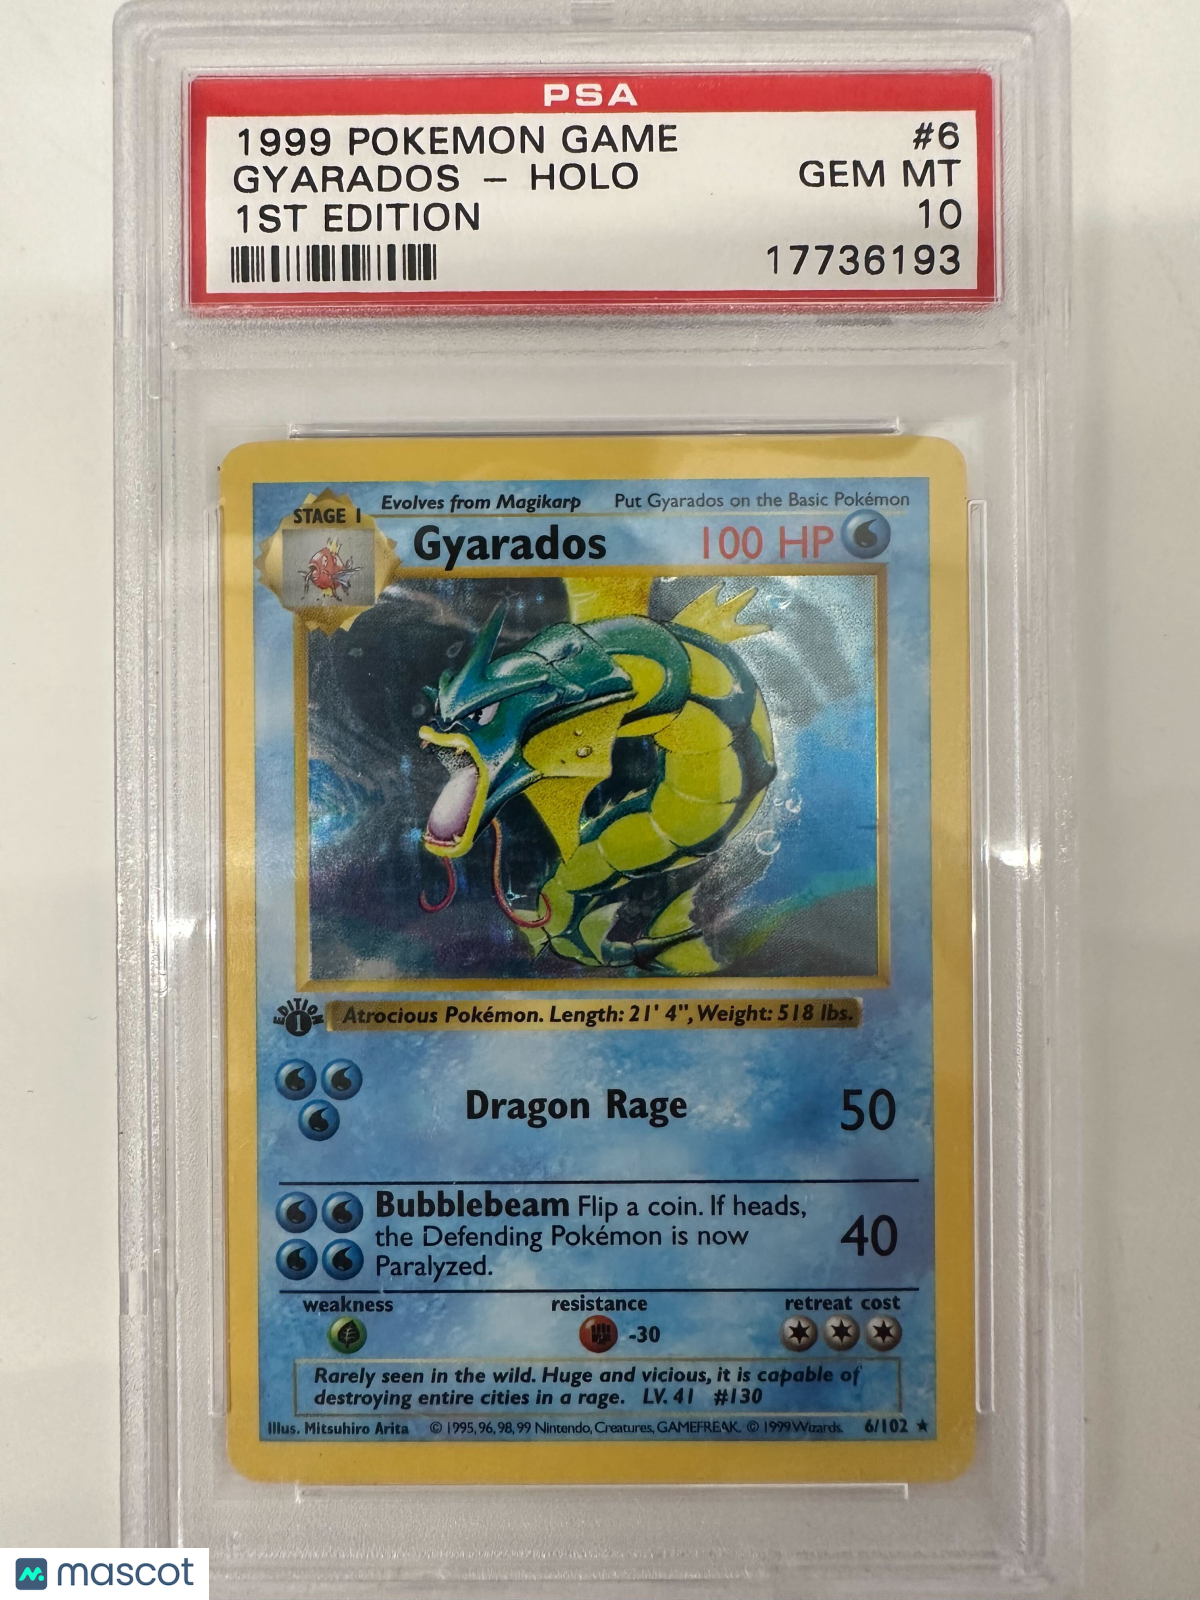 PSA
1999 POKEMON GAME #6
GYARADOS - HOLO GEM MT
1ST EDITION 10
17736193
Evolves from Magikarp Put Gyarados on the Basic Pokémon
STAGE 1
Gyarados 100 HP
EDITION
1
Atrocious Pokémon. Length: 21' 4", Weight: 518 lbs.
Dragon Rage 50
Bubblebeam Flip a coin. If heads,
the Defending Pokémon is now 40
Paralyzed.
weakness resistance retreat cost
-30
Rarely seen in the wild. Huge and vicious, it is capable of
destroying entire cities in a rage. LV. 41 #130
Illus. Mitsuhiro Arita © 1995, 96, 98, 99 Nintendo, Creatures, GAMEFREAK. © 1999 Wizards. 6/102 ★
mascot